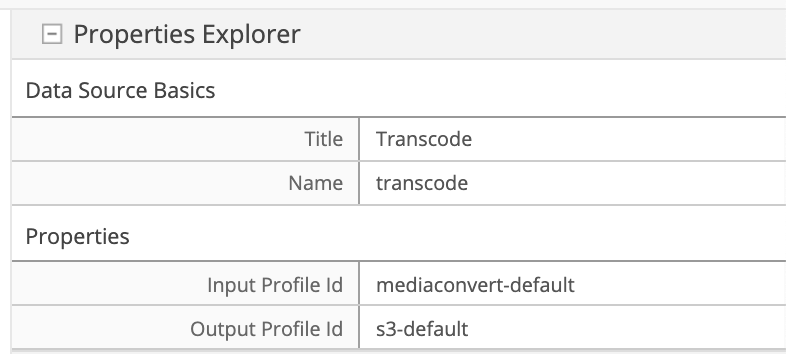 Properties Explorer
Data Source Basics
Title Transcode
Name transcode
Properties
Input Profile Id mediaconvert-default
Output Profile Id s3-default